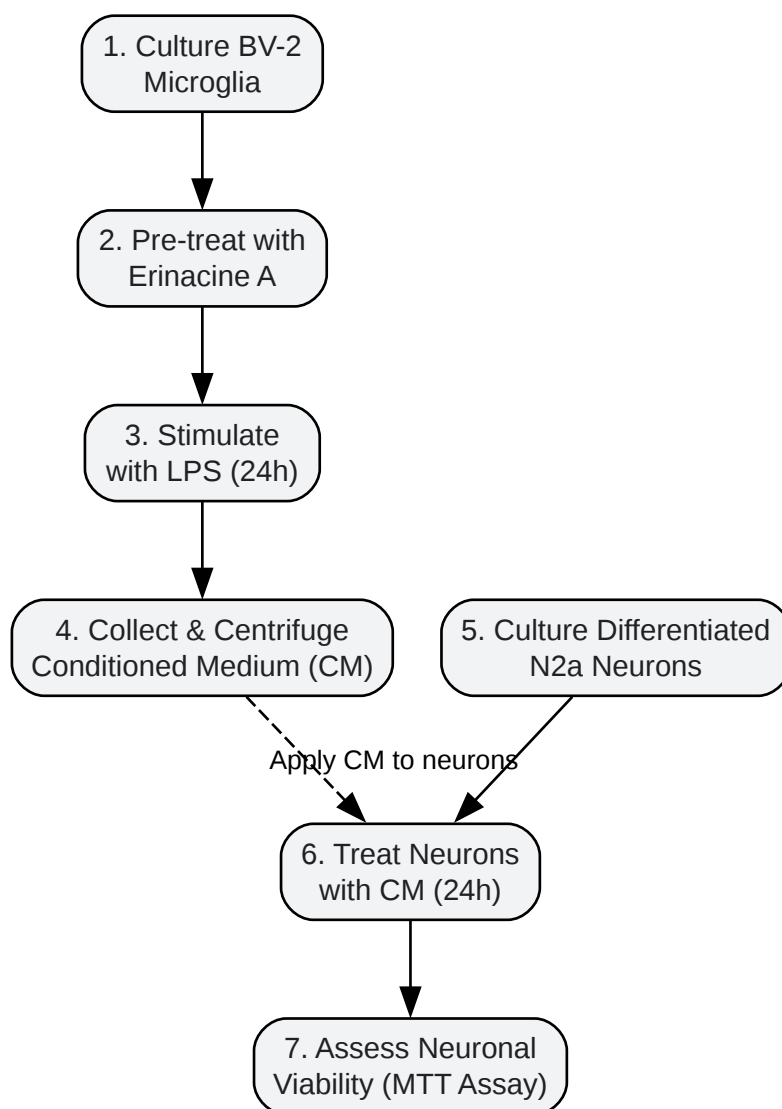 1. Culture BV-2
Microglia
2. Pre-treat with
Erinacine A
3. Stimulate
with LPS (24h)
4. Collect & Centrifuge
Conditioned Medium (CM)
5. Culture Differentiated
N2a Neurons
Apply CM to neurons
6. Treat Neurons
with CM (24h)
7. Assess Neuronal
Viability (MTT Assay)